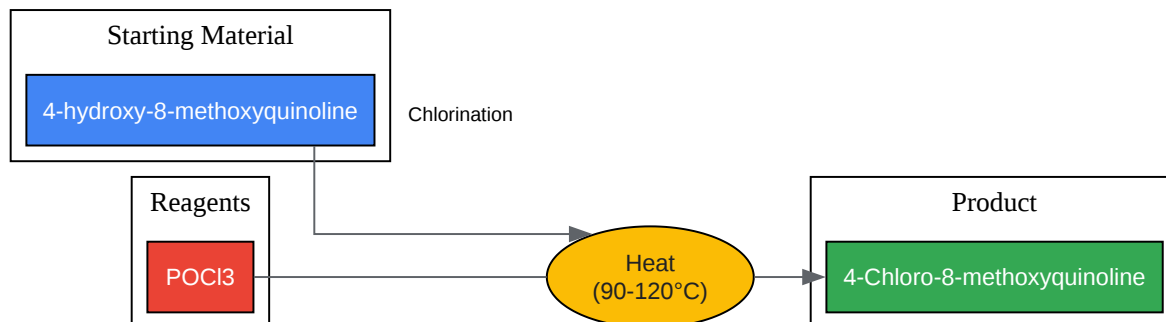 Starting Material
4-hydroxy-8-methoxyquinoline
Chlorination
Reagents
POCl3
Heat
(90-120°C)
Product
4-Chloro-8-methoxyquinoline